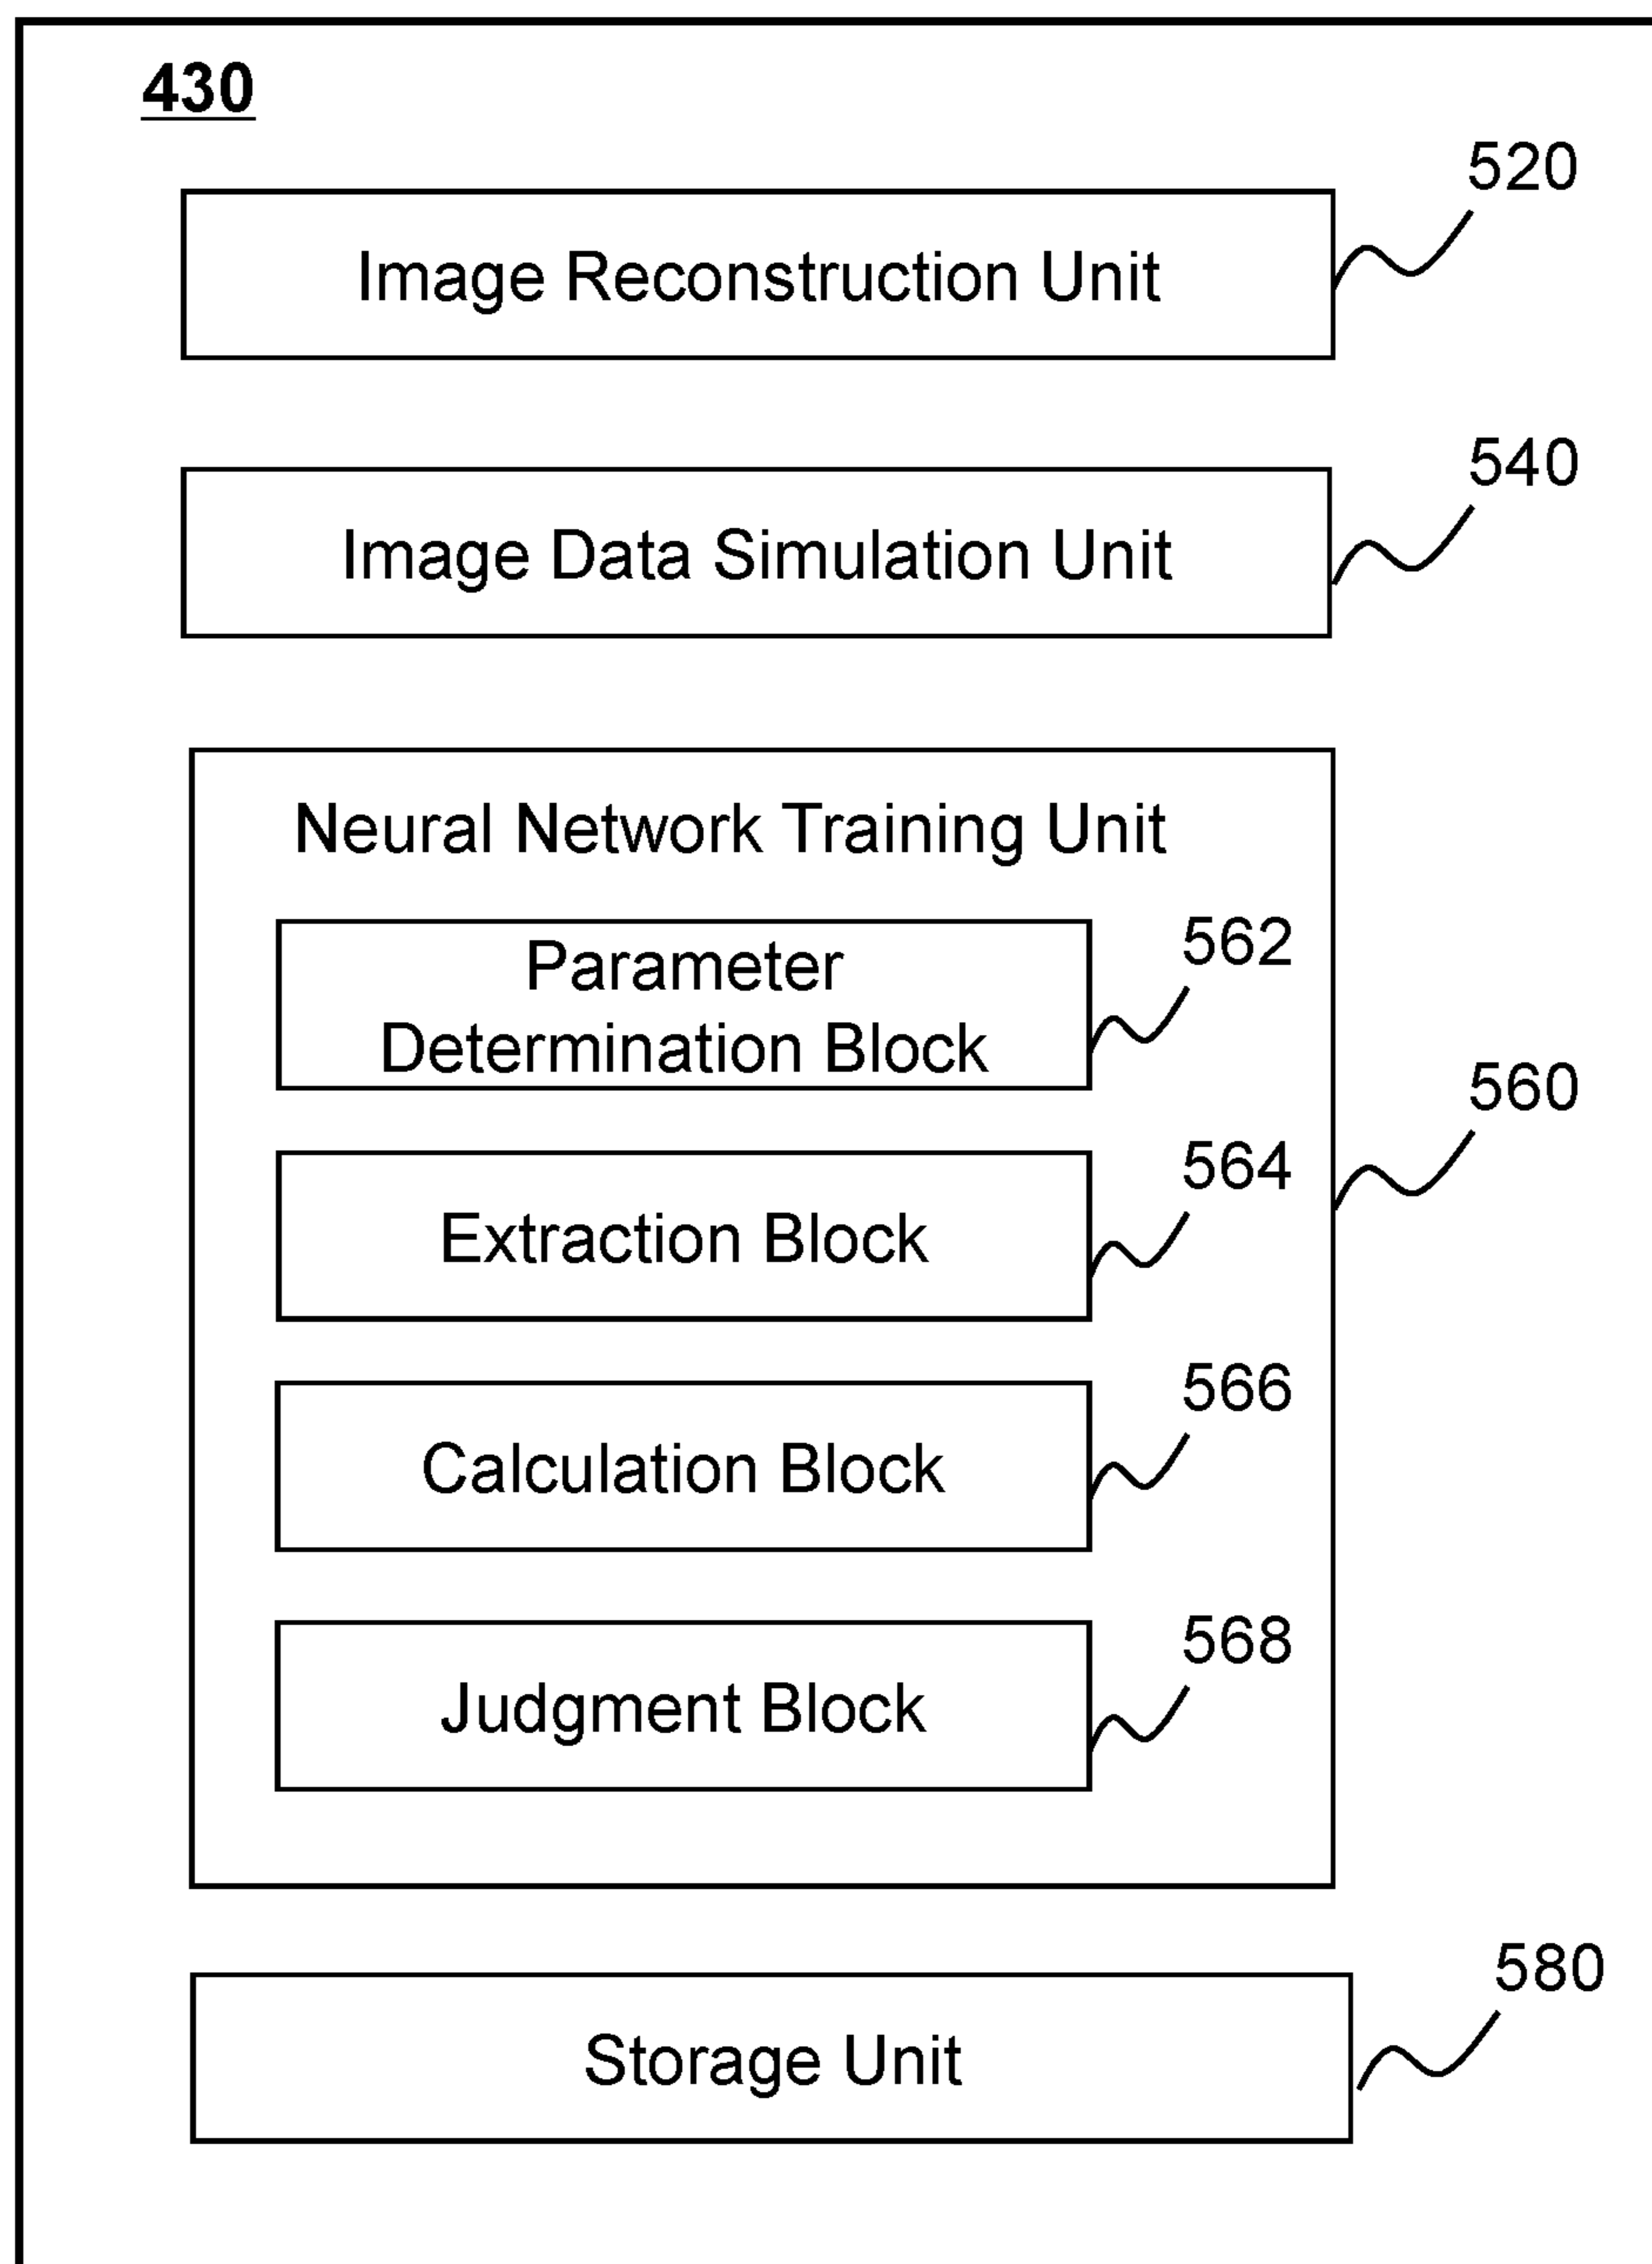 430
520
Image Reconstruction Unit
540
Image Data Simulation Unit
Neural Network Training Unit
562
Parameter
Determination Block
560
564
Extraction Block
566
Calculation Block
568
Judgment Block
580
Storage Unit